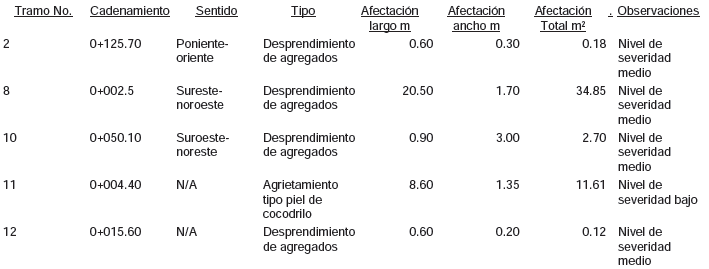 Tramo No. Cadenamiento Sentido Tipo Afectación Afectación Afectación . Observaciones
largo m ancho m Total m²
2 0+125.70 Poniente- Desprendimiento 0.60 0.30 0.18 Nivel de
oriente de agregados severidad
medio
8 0+002.5 Sureste- Desprendimiento 20.50 1.70 34.85 Nivel de
noroeste de agregados severidad
medio
10 0+050.10 Suroeste- Desprendimiento 0.90 3.00 2.70 Nivel de
noreste de agregados severidad
medio
11 0+004.40 N/A Agrietamiento 8.60 1.35 11.61 Nivel de
tipo piel de severidad bajo
cocodrilo
12 0+015.60 N/A Desprendimiento 0.60 0.20 0.12 Nivel de
de agregados severidad
medio